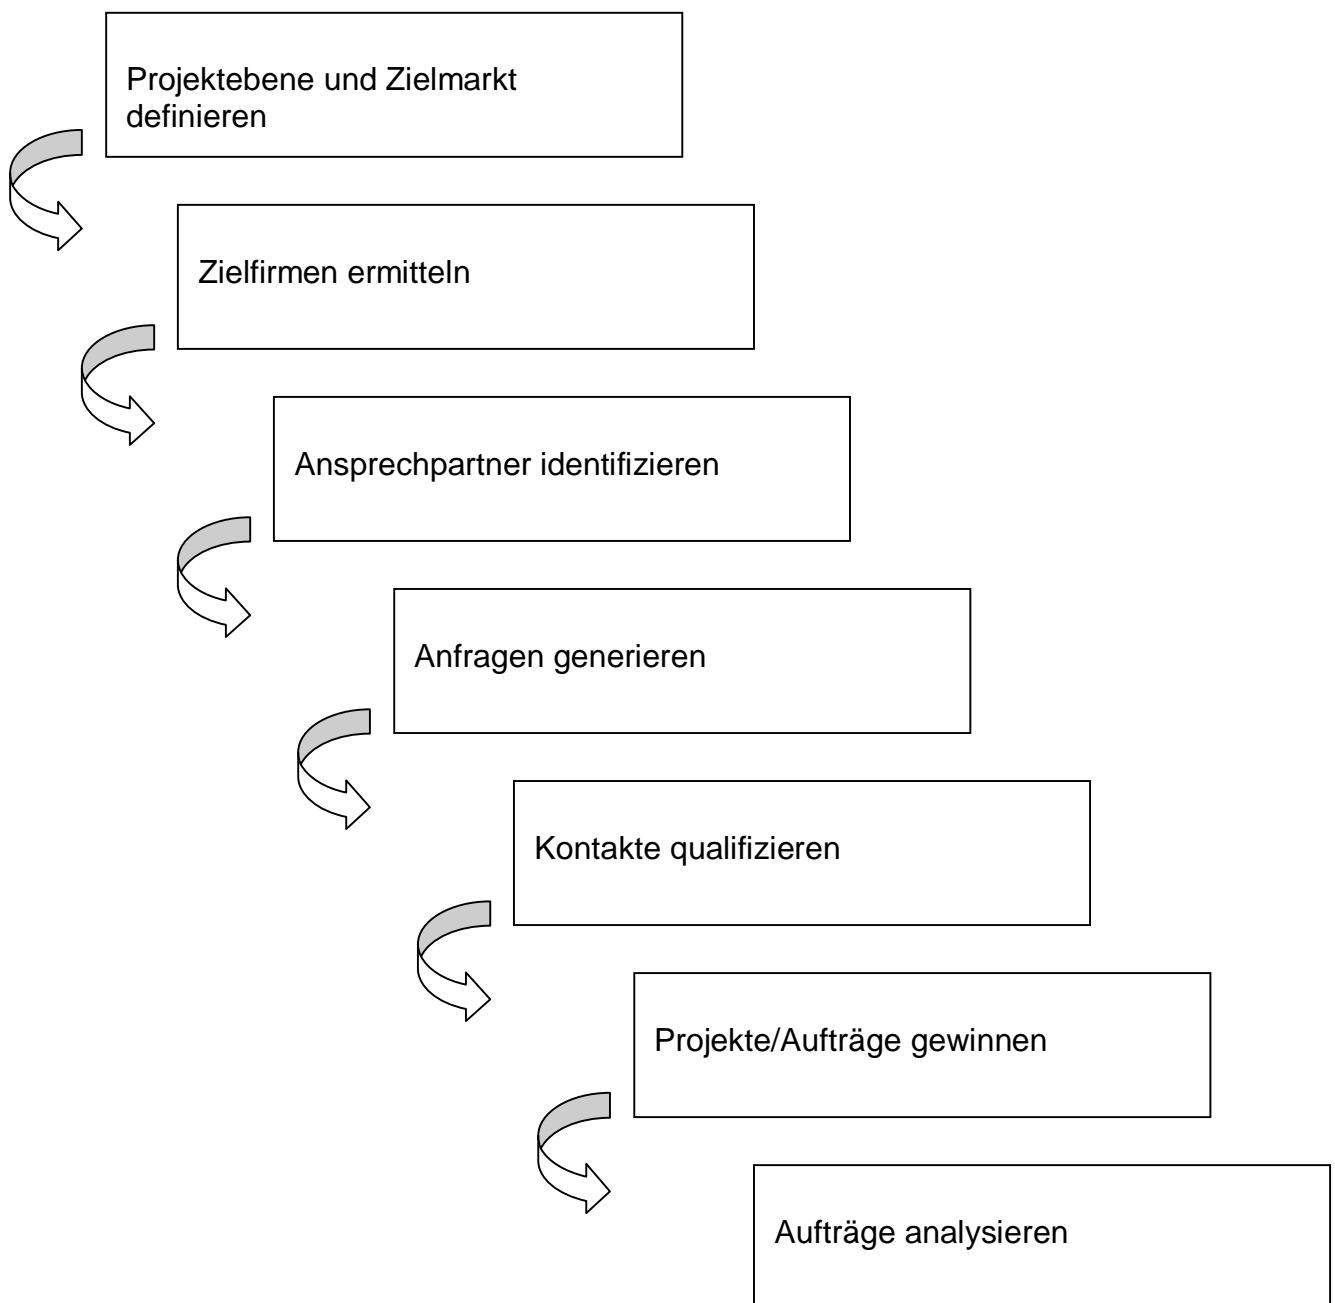 Projektebene und Zielmarkt
definieren
Zielfirmen ermitteln
Ansprechpartner identifizieren
Anfragen generieren
Kontakte qualifizieren
Projekte/Aufträge gewinnen
Aufträge analysieren